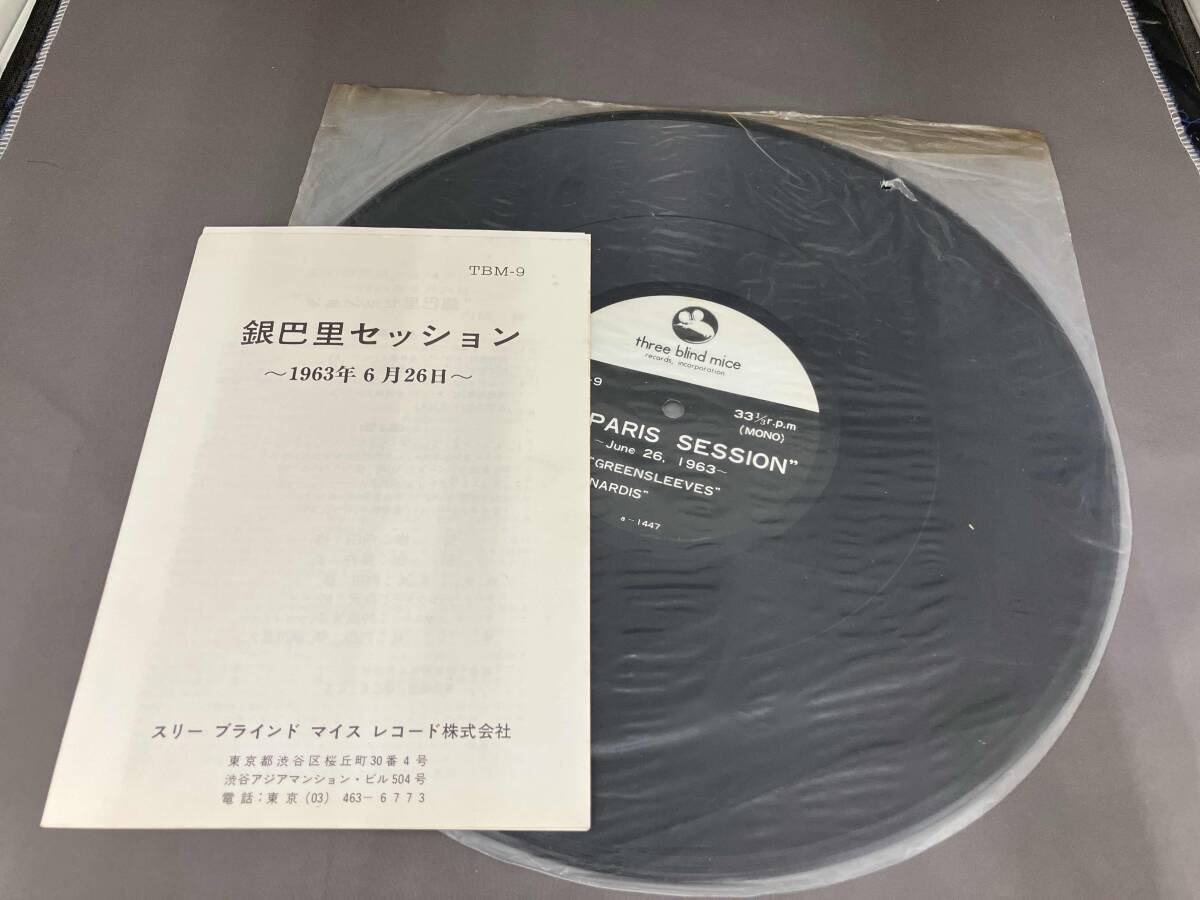 TBM-9
銀巴里セッション
〜1963年 6月26日〜
スリー ブラインド マイス レコード株式会社
東京都渋谷区桜丘町30番4号
渋谷アジアマンション・ビル504号
電話：東京 (03) 463-6773
three blind mice
records, incorporation
-9
33⅓r.p.m
(MONO)
PARIS SESSION"
-June 26, 1963-
"GREENSLEEVES"
NARDIS"
a-1447